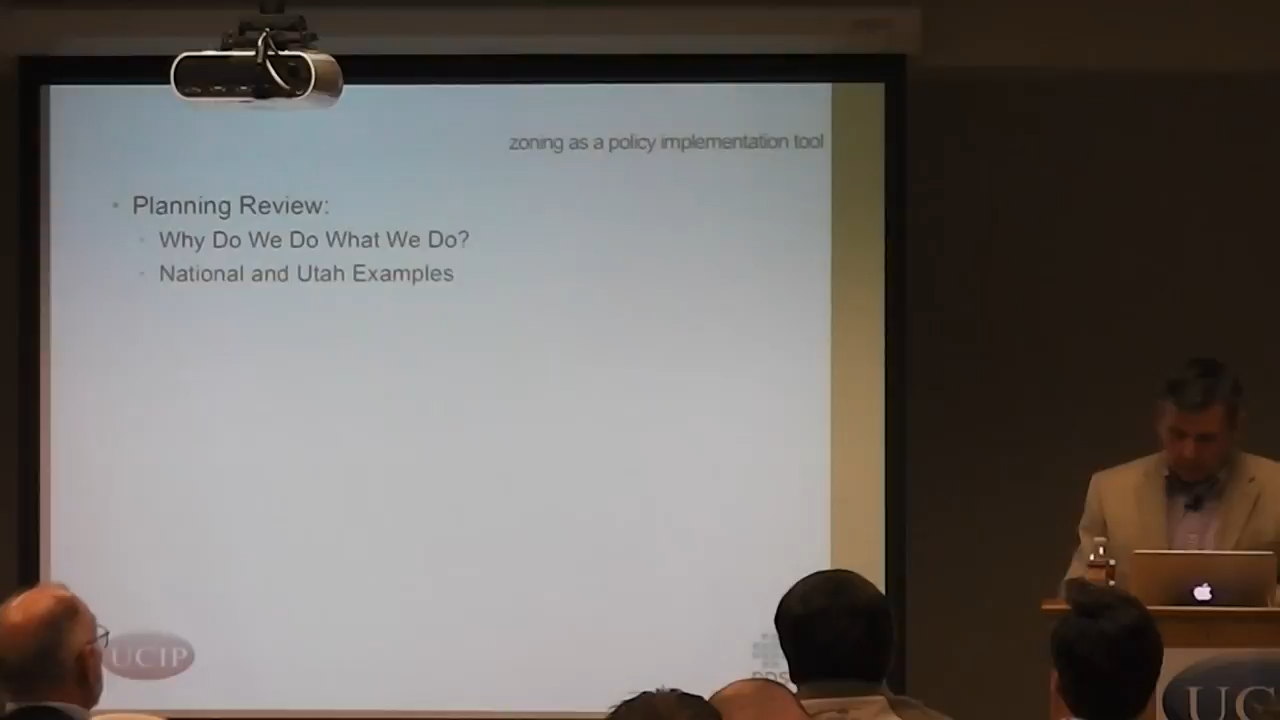 zoning as a policy implementation tool
Planning Review:
Why Do We Do What We Do?
National and Utah Examples
UCIP